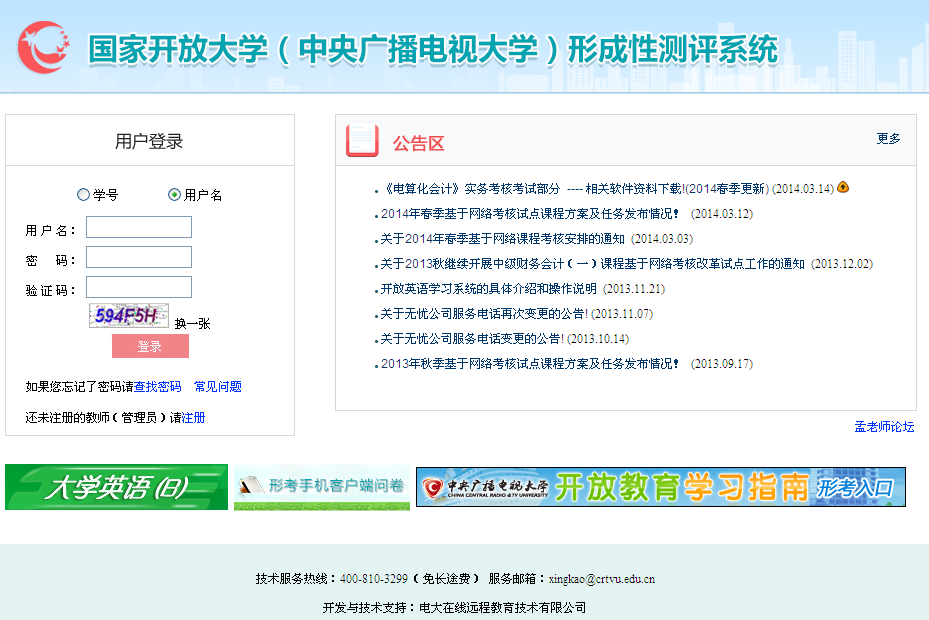 国家开放大学（中央广播电视大学）形成性测评系统
用户登录
学号 用户名
用 户 名：
密 码：
验 证 码：
594F5H 换一张
登录
如果您忘记了密码请查找密码 常见问题
还未注册的教师（管理员）请注册
公告区
更多
《电算化会计》实务考核考试部分 ---- 相关软件资料下载!(2014春季更新) (2014.03.14)
2014年春季基于网络考核试点课程方案及任务发布情况！ (2014.03.12)
关于2014年春季基于网络课程考核安排的通知 (2014.03.03)
关于2013秋继续开展中级财务会计（一）课程基于网络考核改革试点工作的通知 (2013.12.02)
开放英语学习系统的具体介绍和操作说明 (2013.11.21)
关于无忧公司服务电话再次变更的公告! (2013.11.07)
关于无忧公司服务电话变更的公告! (2013.10.14)
2013年秋季基于网络考核试点课程方案及任务发布情况！ (2013.09.17)
孟老师论坛
大学英语(B)
形考手机客户端问卷
中央广播电视大学
CHINA CENTRAL RADIO & TV UNIVERSITY
开放教育学习指南 形考入口
技术服务热线：400-810-3299（免长途费） 服务邮箱：xingkao@crtvu.edu.cn
开发与技术支持：电大在线远程教育技术有限公司